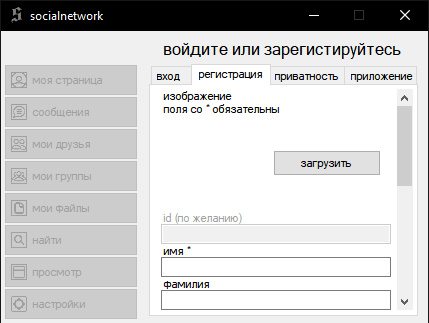 socialnetwork
войдите или зарегистируйтесь
моя страница
сообщения
мои друзья
мои группы
мои файлы
найти
просмотр
настройки
вход
регистрация
приватность
приложение
изображение
поля со * обязательны
загрузить
id (по желанию)
имя *
фамилия